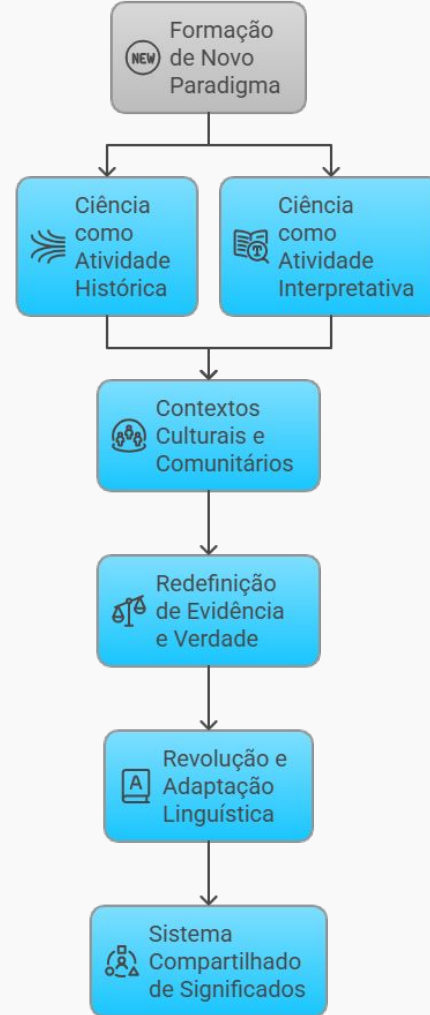 NEW
Formação
de Novo
Paradigma
Ciência
como
Atividade
Histórica
Ciência
como
Atividade
Interpretativa
Contextos
Culturais e
Comunitários
Redefinição
de Evidência
e Verdade
A
Revolução e
Adaptação
Linguística
Sistema
Compartilhado
de Significados